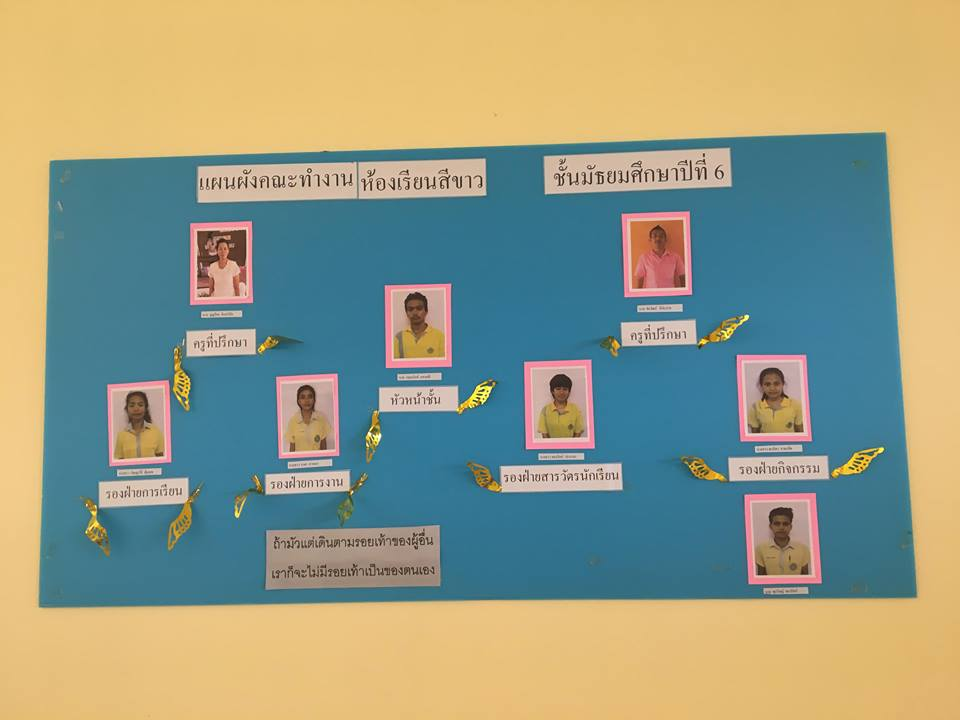 แผนผังคณะทำงาน ห้องเรียนสีขาว ชั้นมัธยมศึกษาปีที่ 6
ครูที่ปรึกษา
ครูที่ปรึกษา
หัวหน้าชั้น
รองฝ่ายการเรียน
รองฝ่ายการงาน
รองฝ่ายสารวัตรนักเรียน
รองฝ่ายกิจกรรม
ถ้ามัวแต่เดินตามรอยเท้าของผู้อื่น
เราก็จะไม่มีรอยเท้าเป็นของตนเอง